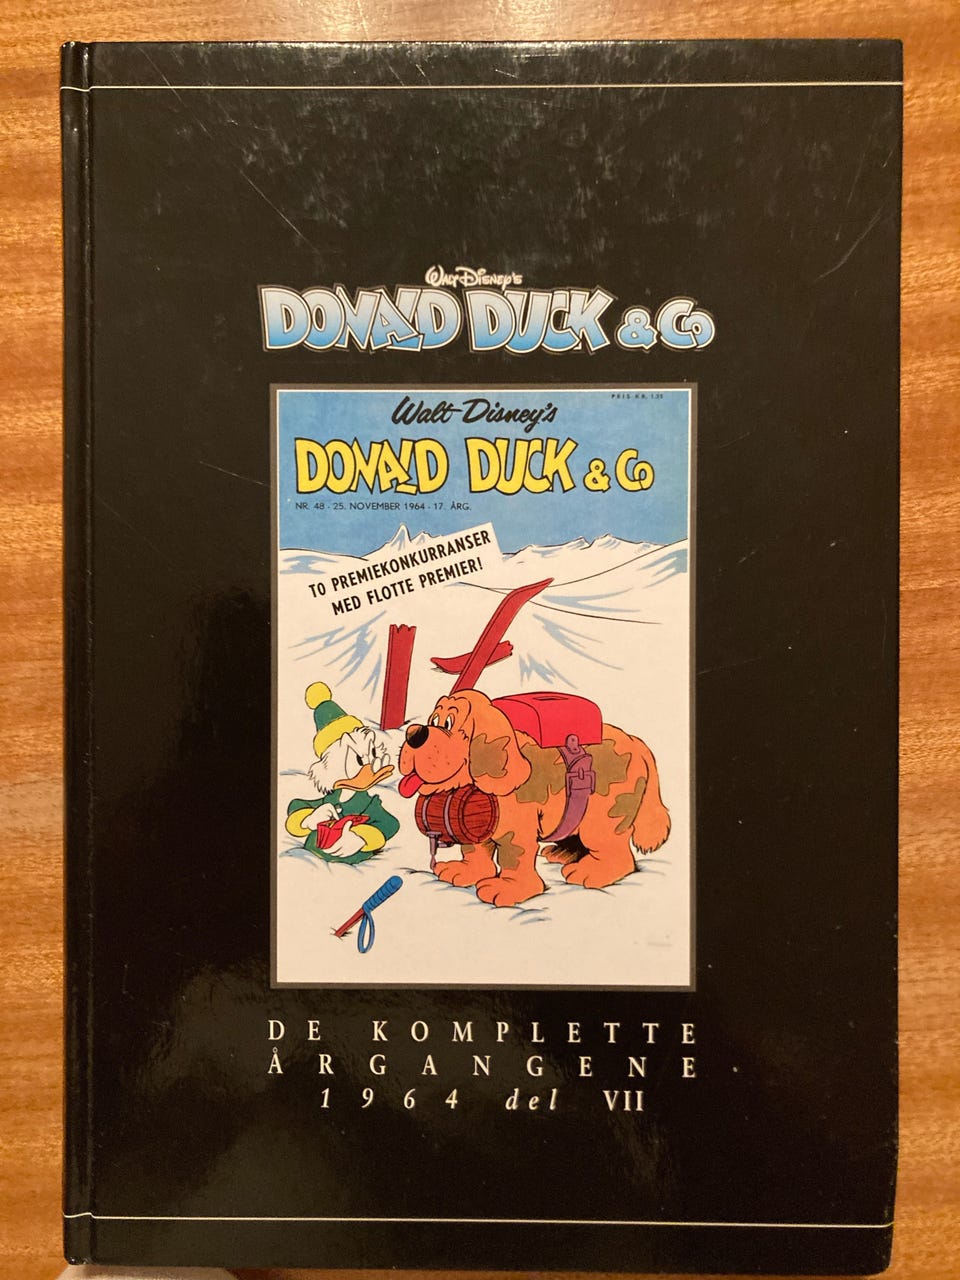 WALT DISNEY'S
DONALD DUCK & Co
PRIS KR. 1.25
Walt Disney's
DONALD DUCK & Co
NR. 48 - 25. NOVEMBER 1964 - 17. ÅRG.
TO PREMIEKONKURRANSER
MED FLOTTE PREMIER!
DE KOMPLETTE
ÅRGANGENE
1964 del VII